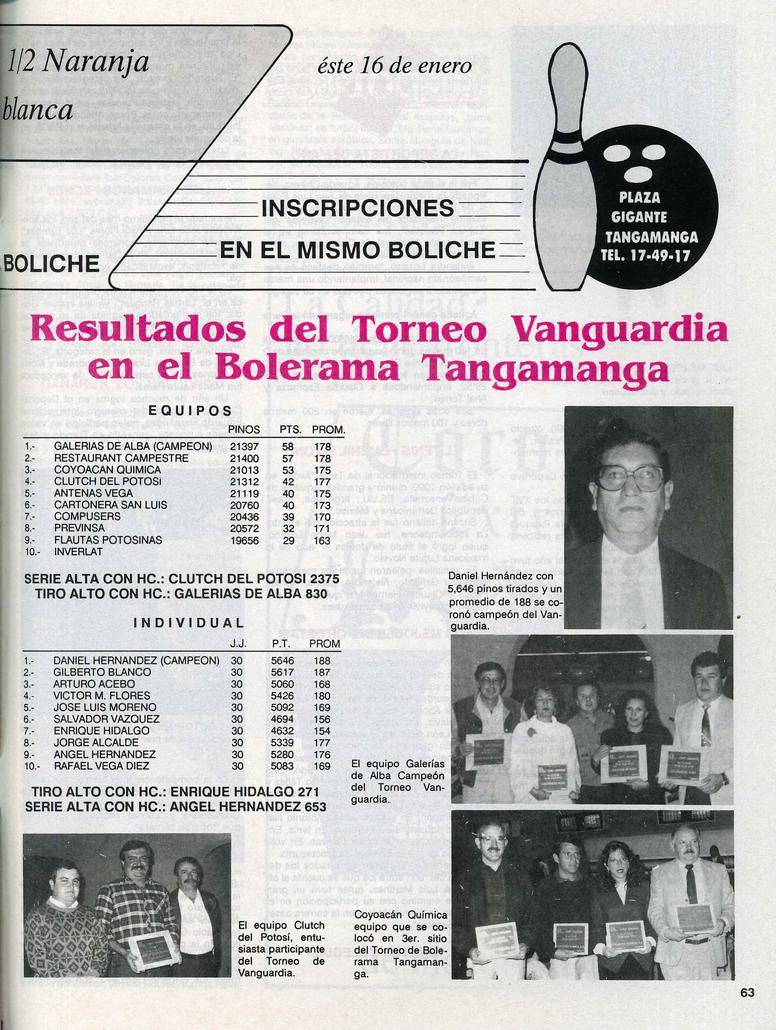 1/2 Naranja
blanca
éste 16 de enero
INSCRIPCIONES
EN EL MISMO BOLICHE
BOLICHE
PLAZA
GIGANTE
TANGAMANGA
TEL. 17-49-17
Resultados del Torneo Vanguardia
en el Bolerama Tangamanga
EQUIPOS
PINOS PTS. PROM.
1.- GALERIAS DE ALBA (CAMPEON) 21397 58 178
2.- RESTAURANT CAMPESTRE 21400 57 178
3.- COYOACAN QUIMICA 21013 53 175
4.- CLUTCH DEL POTOSI 21312 42 177
5.- ANTENAS VEGA 21119 40 175
6.- CARTONERA SAN LUIS 20760 40 173
7.- COMPUSERS 20436 39 170
8.- PREVINSA 20572 32 171
9.- FLAUTAS POTOSINAS 19656 29 163
10.- INVERLAT
SERIE ALTA CON HC.: CLUTCH DEL POTOSI 2375
TIRO ALTO CON HC.: GALERIAS DE ALBA 830
INDIVIDUAL
J.J. P.T. PROM
1.- DANIEL HERNANDEZ (CAMPEON) 30 5646 188
2.- GILBERTO BLANCO 30 5617 187
3.- ARTURO ACEBO 30 5060 168
4.- VICTOR M. FLORES 30 5426 180
5.- JOSE LUIS MORENO 30 5092 169
6.- SALVADOR VAZQUEZ 30 4694 156
7.- ENRIQUE HIDALGO 30 4632 154
8.- JORGE ALCALDE 30 5339 177
9.- ANGEL HERNANDEZ 30 5280 176
10.- RAFAEL VEGA DIEZ 30 5083 169
TIRO ALTO CON HC.: ENRIQUE HIDALGO 271
SERIE ALTA CON HC.: ANGEL HERNANDEZ 653
Daniel Hernández con
5,646 pinos tirados y un
promedio de 188 se co-
ronó campeón del Van-
guardia.
El equipo Galerías
de Alba Campeón
del Torneo Van-
guardia.
El equipo Clutch
del Potosí, entu-
siasta participante
del Torneo de
Vanguardia.
Coyoacán Química
equipo que se co-
locó en 3er. sitio
del Torneo de Bole-
rama Tangaman-
ga.
63